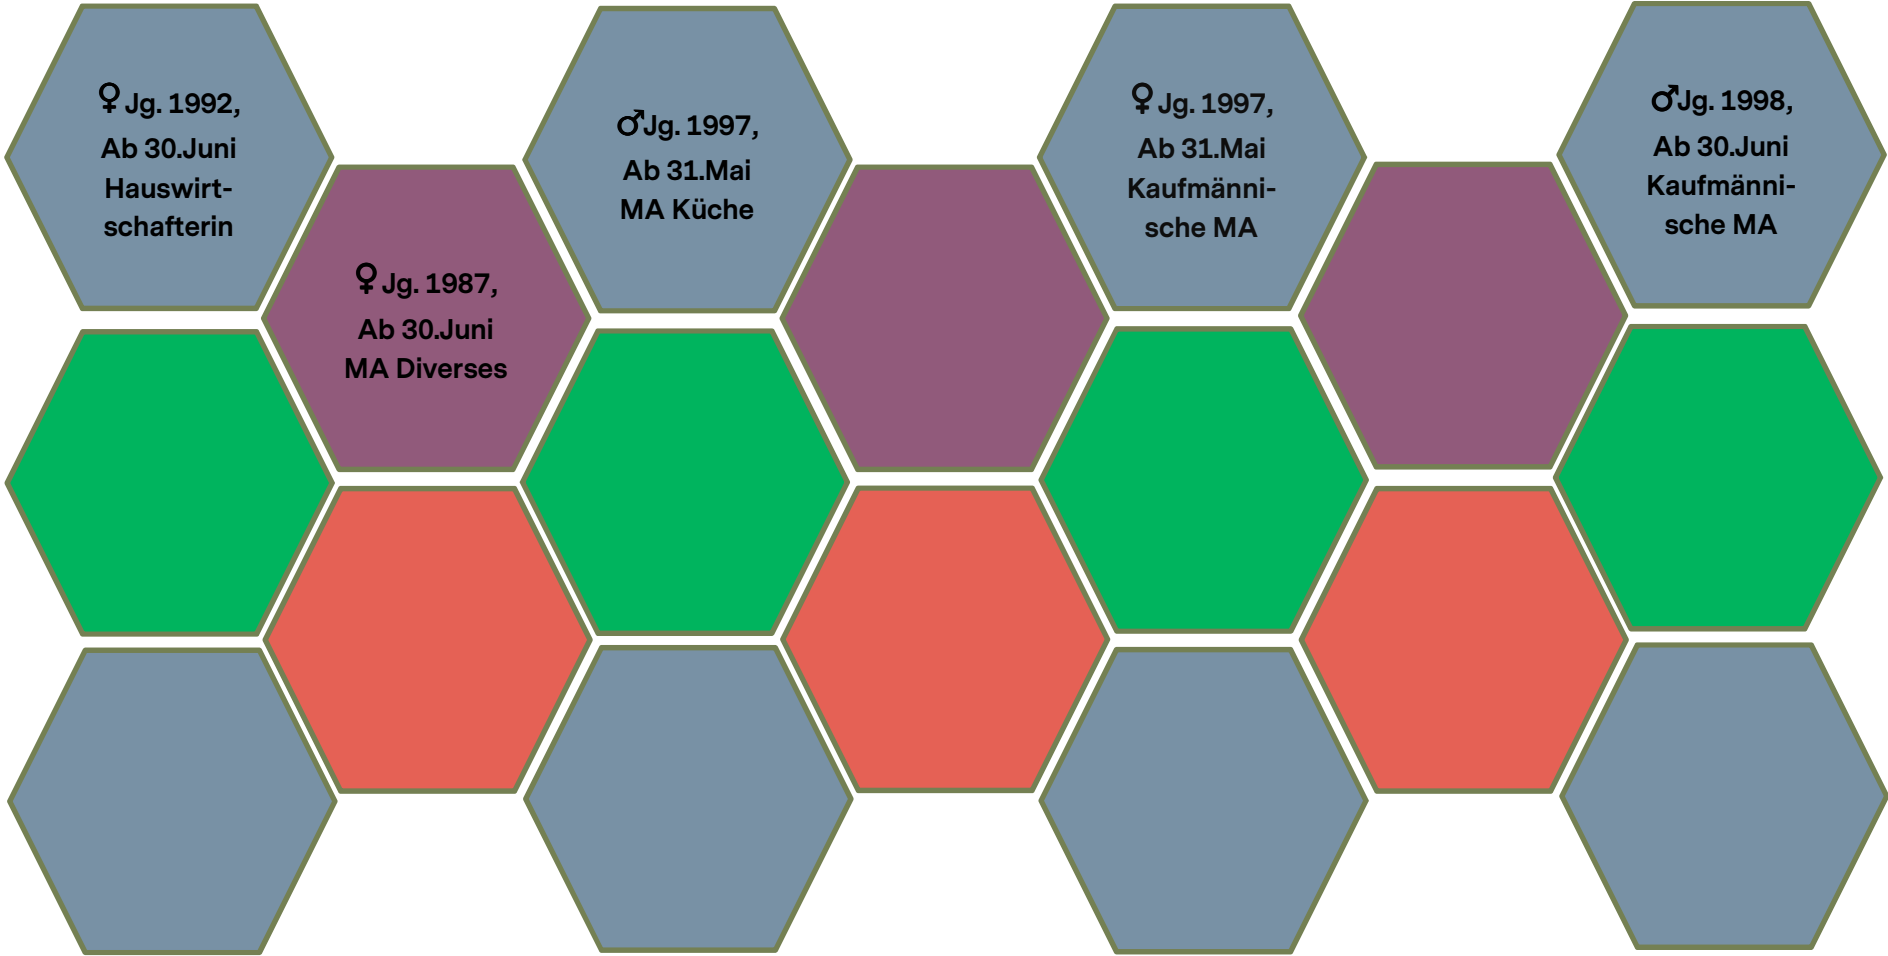 ♀ Jg. 1992,
Ab 30.Juni
Hauswirt-
schafterin
♂Jg. 1997,
Ab 31.Mai
MA Küche
♀ Jg. 1997,
Ab 31.Mai
Kaufmänni-
sche MA
♂Jg. 1998,
Ab 30.Juni
Kaufmänni-
sche MA
♀ Jg. 1987,
Ab 30.Juni
MA Diverses